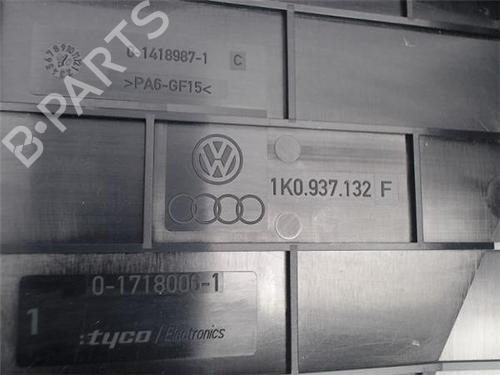 0-1418987-1 C
>PA6-GF15<
B-PARTS
1K0.937.132 F
0-1718006-1
1
tyco / Electronics